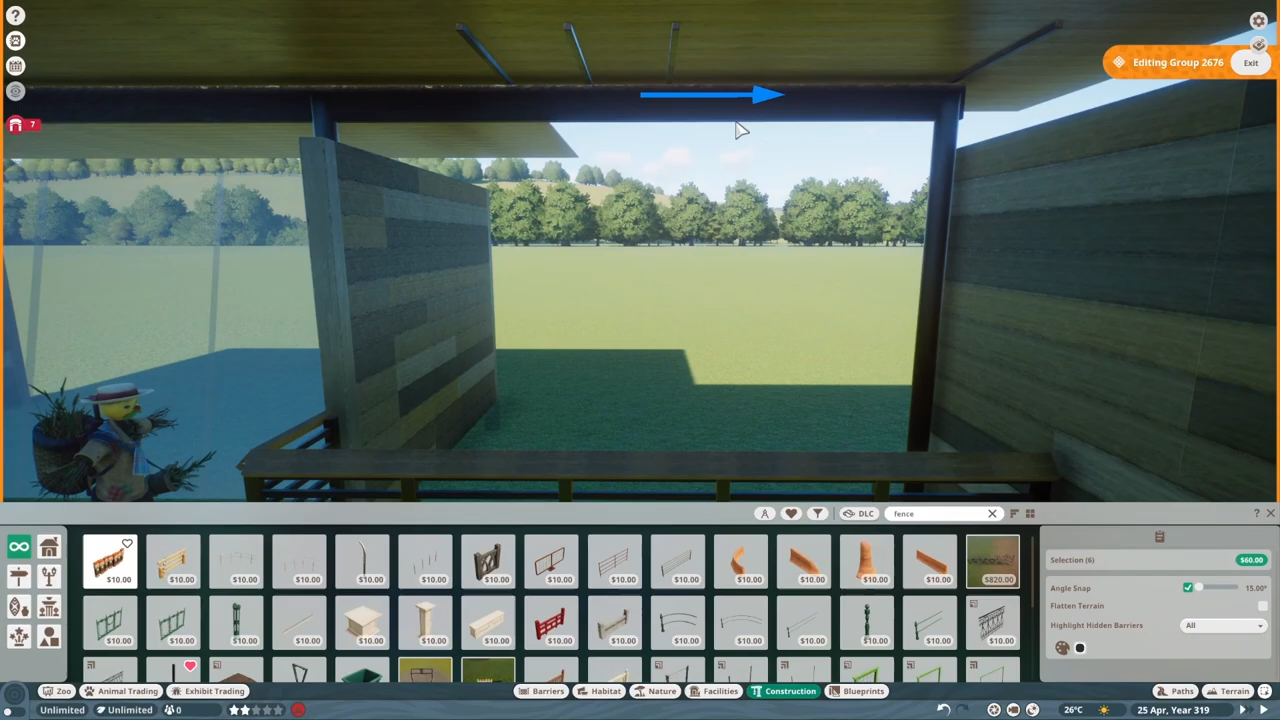 ?
Editing Group 2676
Exit
7
DLC
fence
?
$10.00 $10.00 $10.00 $10.00 $10.00 $10.00 $10.00 $10.00 $10.00 $10.00 $10.00 $10.00 $10.00 $10.00 $820.00
Selection (6)
$60.00
Angle Snap
15.00°
Flatten Terrain
Highlight Hidden Barriers
All
$10.00 $10.00 $10.00 $10.00 $10.00 $10.00 $10.00 $10.00 $10.00 $10.00 $10.00 $10.00 $10.00 $10.00 $10.00
Zoo
Animal Trading
Exhibit Trading
Barriers
Habitat
Nature
Facilities
Construction
Blueprints
Paths
Terrain
Unlimited
Unlimited
0
26°C
25 Apr, Year 319